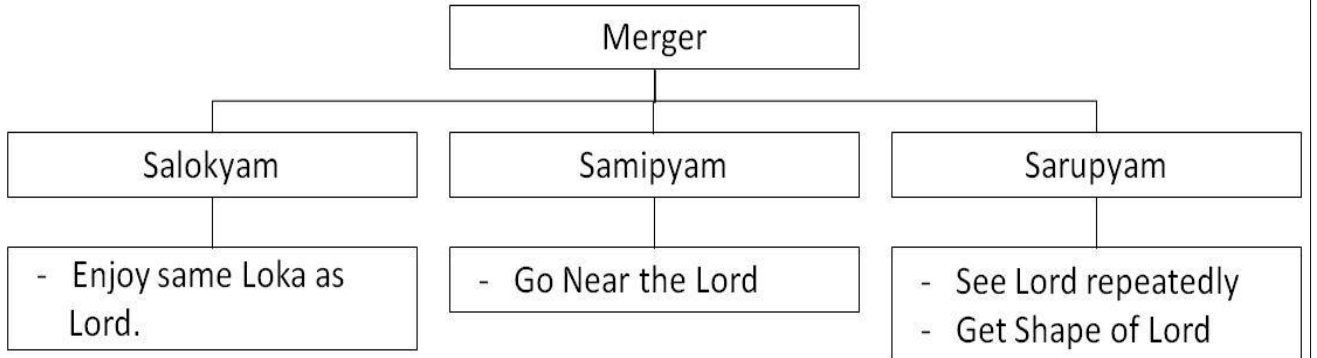 Merger
Salokyam
Samipyam
Sarupyam
- Enjoy same Loka as
Lord.
- Go Near the Lord
- See Lord repeatedly
- Get Shape of Lord